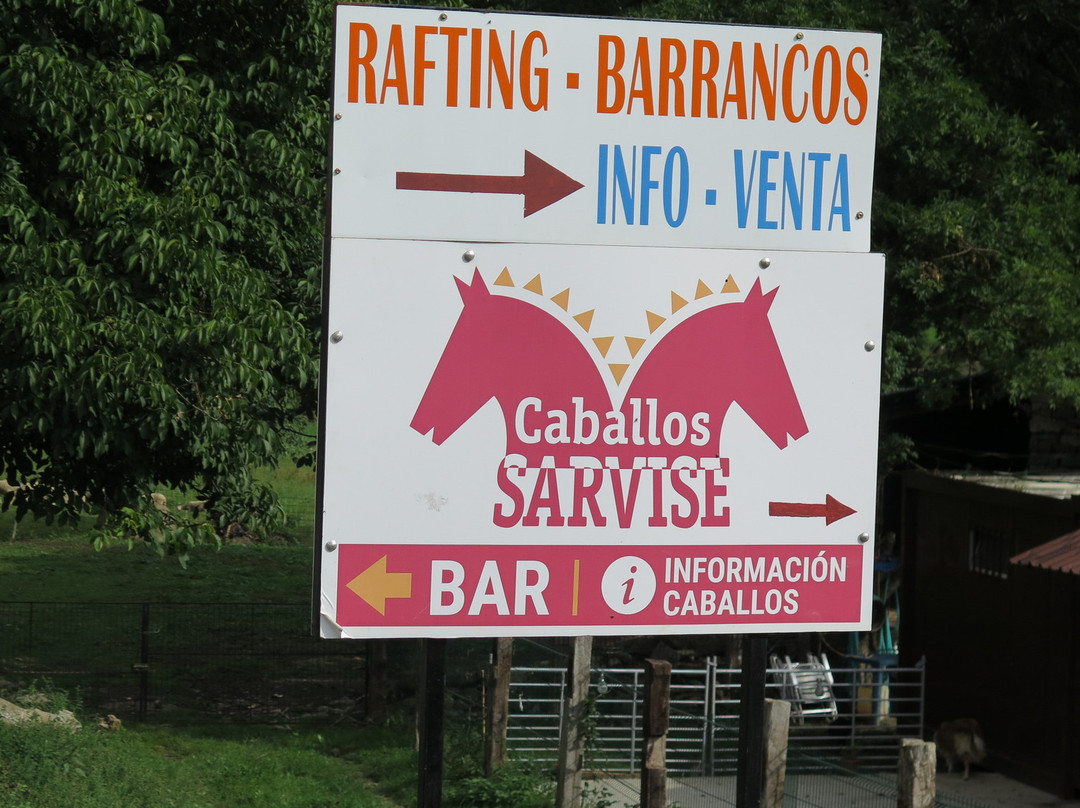 RAFTING - BARRANCOS
INFO - VENTA
Caballos
SARVISE
BAR
i INFORMACIÓN
CABALLOS